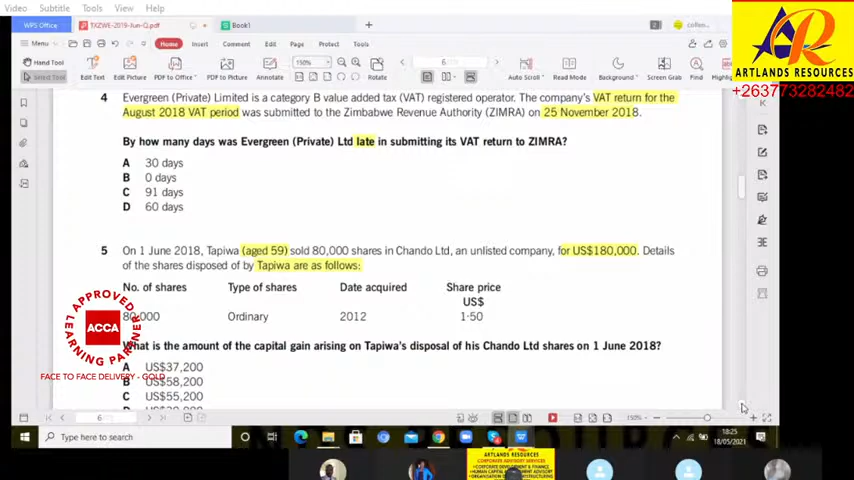 Video Subtitle Tools View Help
ARTLANDS RESOURCES
+263773282482
WPS Office
TXZWE-2019-Jun-Q.pdf
Book1
Menu
Home Insert Comment Edit Page Protect Tools
Hand Tool
Select Tool
Edit Text
Edit Picture
PDF to Office
150%
PDF to Picture
Annotate
Rotate
6
Auto Scroll
Read Mode
Background
Screen Grab
Find
4 Evergreen (Private) Limited is a category B value added tax (VAT) registered operator. The company's VAT return for the
August 2018 VAT period was submitted to the Zimbabwe Revenue Authority (ZIMRA) on 25 November 2018.
By how many days was Evergreen (Private) Ltd late in submitting its VAT return to ZIMRA?
A 30 days
B 0 days
C 91 days
D 60 days
5 On 1 June 2018, Tapiwa (aged 59) sold 80,000 shares in Chando Ltd, an unlisted company, for US$180,000. Details
of the shares disposed of by Tapiwa are as follows:
No. of shares Type of shares Date acquired Share price
US$
80,000 Ordinary 2012 1·50
What is the amount of the capital gain arising on Tapiwa's disposal of his Chando Ltd shares on 1 June 2018?
A US$37,200
B US$58,200
C US$55,200
APPROVED
ACCA
LEARNING PARTNER
FACE TO FACE DELIVERY - GOLD
6
150%
Type here to search
18:25
18/05/2021
ARTLANDS RESOURCES
CORPORATE ADVISORY SERVICES